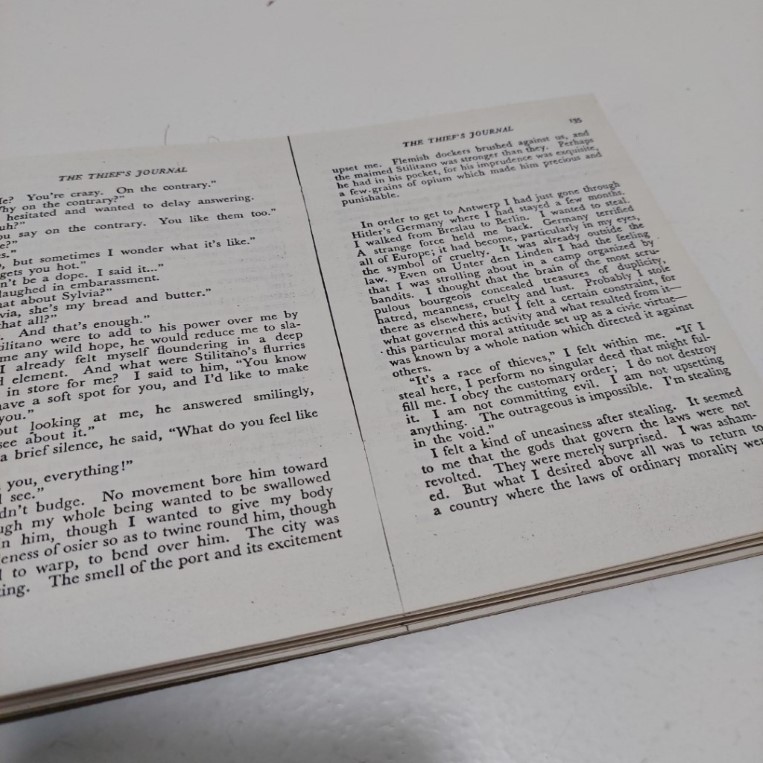 THE THIEF'S JOURNAL
You're crazy. On the contrary."
on the contrary?"
hesitated and wanted to delay answering.
say on the contrary. You like them too."
but sometimes I wonder what it's like."
gets you hot."
be a dope. I said it..."
laughed in embarrassment.
about Sylvia?"
she's my bread and butter."
that all?"
And that's enough."
Stilitano were to add to his power over me by
me any wild hope, he would reduce me to sla-
I already felt myself floundering in a deep
element. And what were Stilitano's flurries
in store for me? I said to him, "You know
have a soft spot for you, and I'd like to make
you."
looking at me, he answered smilingly,
see about it."
a brief silence, he said, "What do you feel like
you, everything!"
see."
budge. No movement bore him toward
my whole being wanted to be swallowed
him, though I wanted to give my body
of osier so as to twine round him, though
to warp, to bend over him. The city was
The smell of the port and its excitement
THE THIEF'S JOURNAL 135
upset me. Flemish dockers brushed against us, and
the maimed Stilitano was stronger than they. Perhaps
he had in his pocket, for his imprudence was exquisite,
a few grains of opium which made him precious and
punishable.
In order to get to Antwerp I had just gone through
Hitler's Germany where I had stayed a few months.
I walked from Breslau to Berlin. I wanted to steal.
A strange force held me back. Germany terrified
all of Europe; it had become, particularly in my eyes,
the symbol of cruelty. It was already outside the
law. Even on Unter den Linden I had the feeling
that I was strolling about in a camp organized by
bandits. I thought that the brain of the most scru-
pulous bourgeois concealed treasures of duplicity,
hatred, meanness, cruelty and lust. Probably I stole
there as elsewhere, but I felt a certain constraint, for
what governed this activity and what resulted from it—
this particular moral attitude set up as a civic virtue—
was known by a whole nation which directed it against
others.
"It's a race of thieves," I felt within me. "If I
steal here, I perform no singular deed that might ful-
fill me. I obey the customary order; I do not destroy
it. I am not committing evil. I am not upsetting
anything. The outrageous is impossible. I'm stealing
in the void."
I felt a kind of uneasiness after stealing. It seemed
to me that the gods that govern the laws were not
revolted. They were merely surprised. I was asham-
ed. But what I desired above all was to return to
a country where the laws of ordinary morality were